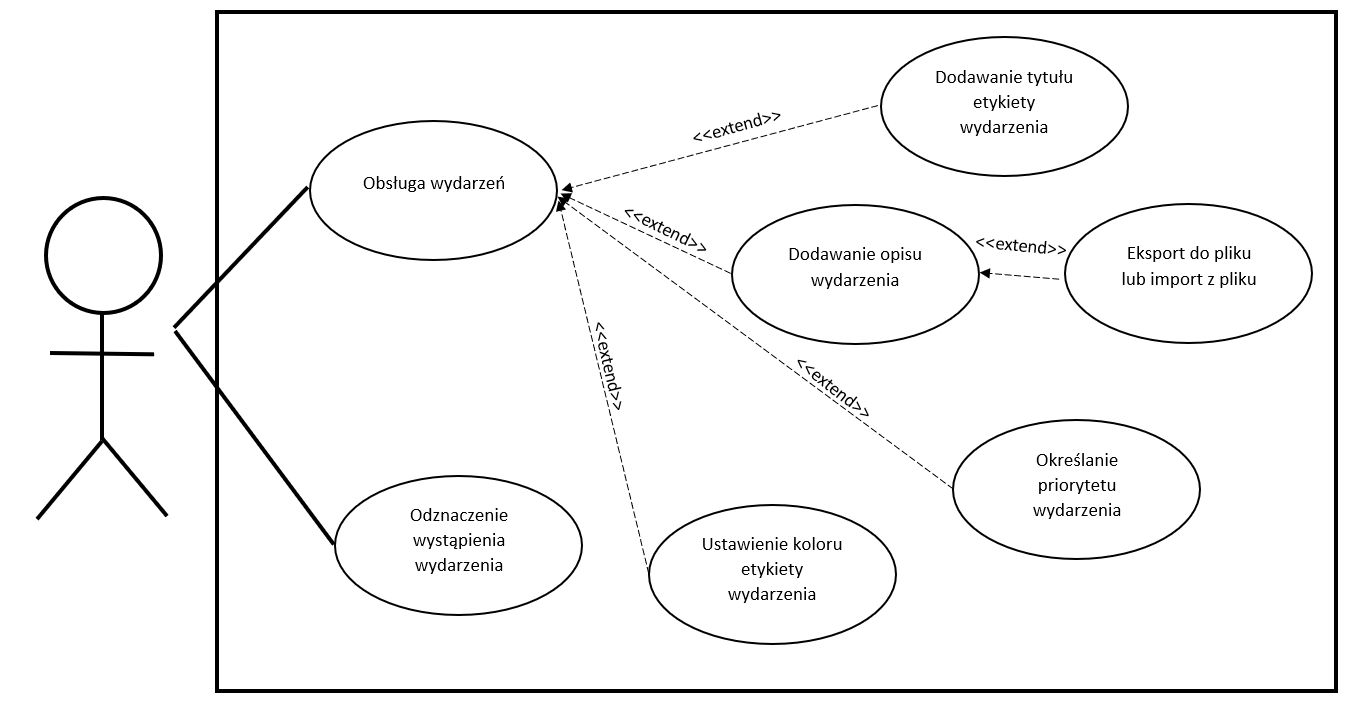 Dodawanie tytułu
etykiety
wydarzenia
<<extend>>
Obsługa wydarzeń
<<extend>>
Dodawanie opisu
wydarzenia
<<extend>>
Eksport do pliku
lub import z pliku
<<extend>>
<<extend>>
Określanie
priorytetu
wydarzenia
Odznaczenie
wystąpienia
wydarzenia
Ustawienie koloru
etykiety
wydarzenia